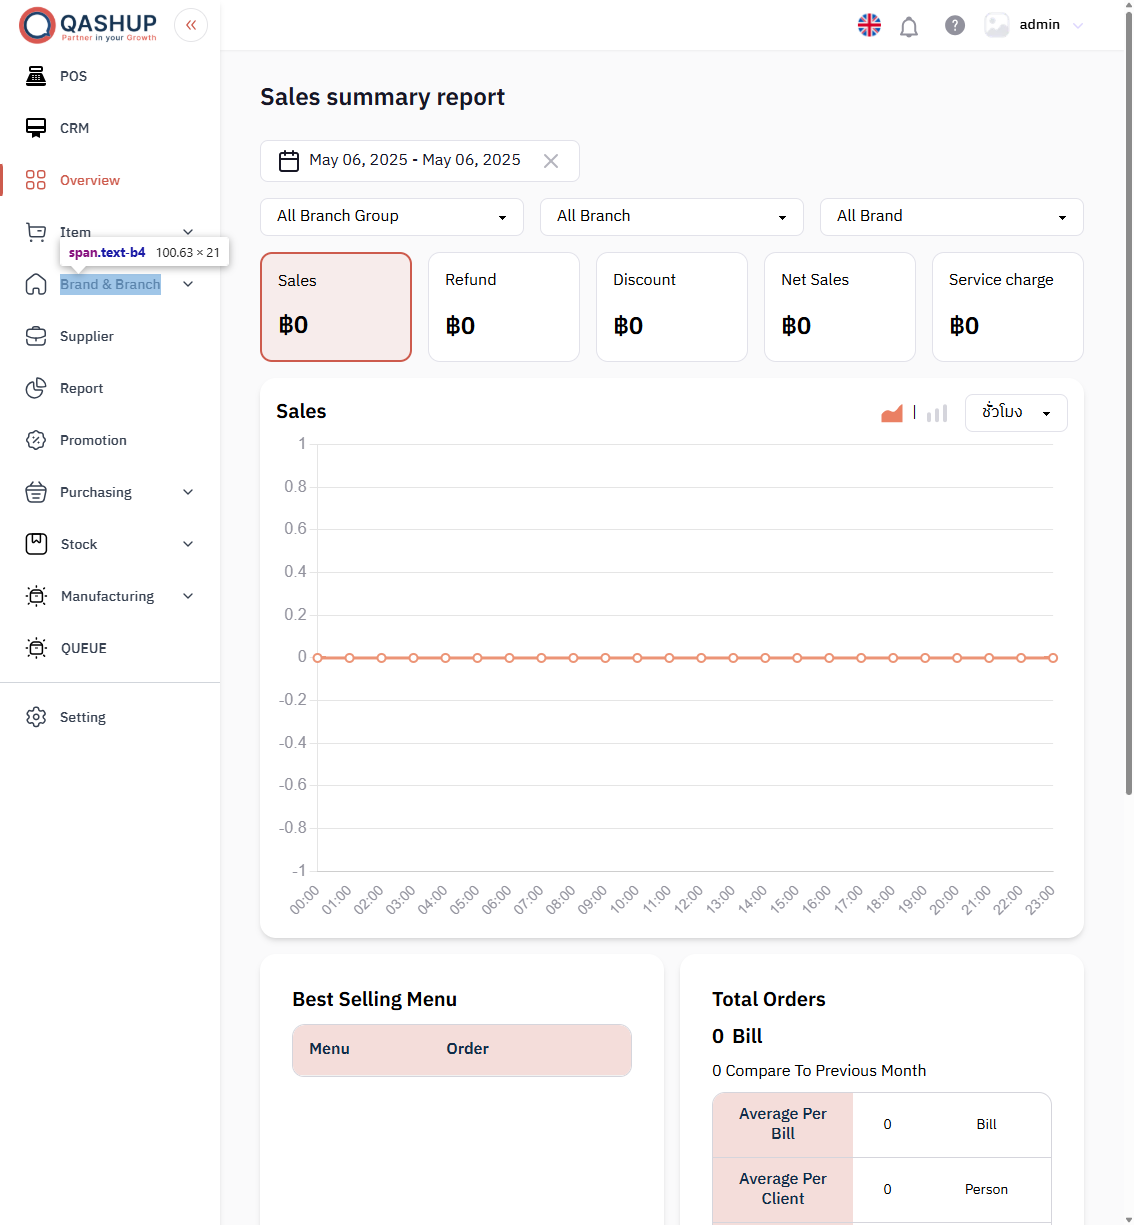 QASHUP
Partner in your Growth
admin
POS
CRM
Overview
Item
span.text-b4 100.63 × 21
Brand & Branch
Supplier
Report
Promotion
Purchasing
Stock
Manufacturing
QUEUE
Setting
Sales summary report
May 06, 2025 - May 06, 2025
All Branch Group
All Branch
All Brand
Sales
฿0
Refund
฿0
Discount
฿0
Net Sales
฿0
Service charge
฿0
Sales
ชั่วโมง
1
0.8
0.6
0.4
0.2
0
-0.2
-0.4
-0.6
-0.8
-1
00:00 01:00 02:00 03:00 04:00 05:00 06:00 07:00 08:00 09:00 10:00 11:00 12:00 13:00 14:00 15:00 16:00 17:00 18:00 19:00 20:00 21:00 22:00 23:00
Best Selling Menu
Menu Order
Total Orders
0 Bill
0 Compare To Previous Month
Average Per
Bill
0 Bill
Average Per
Client
0 Person